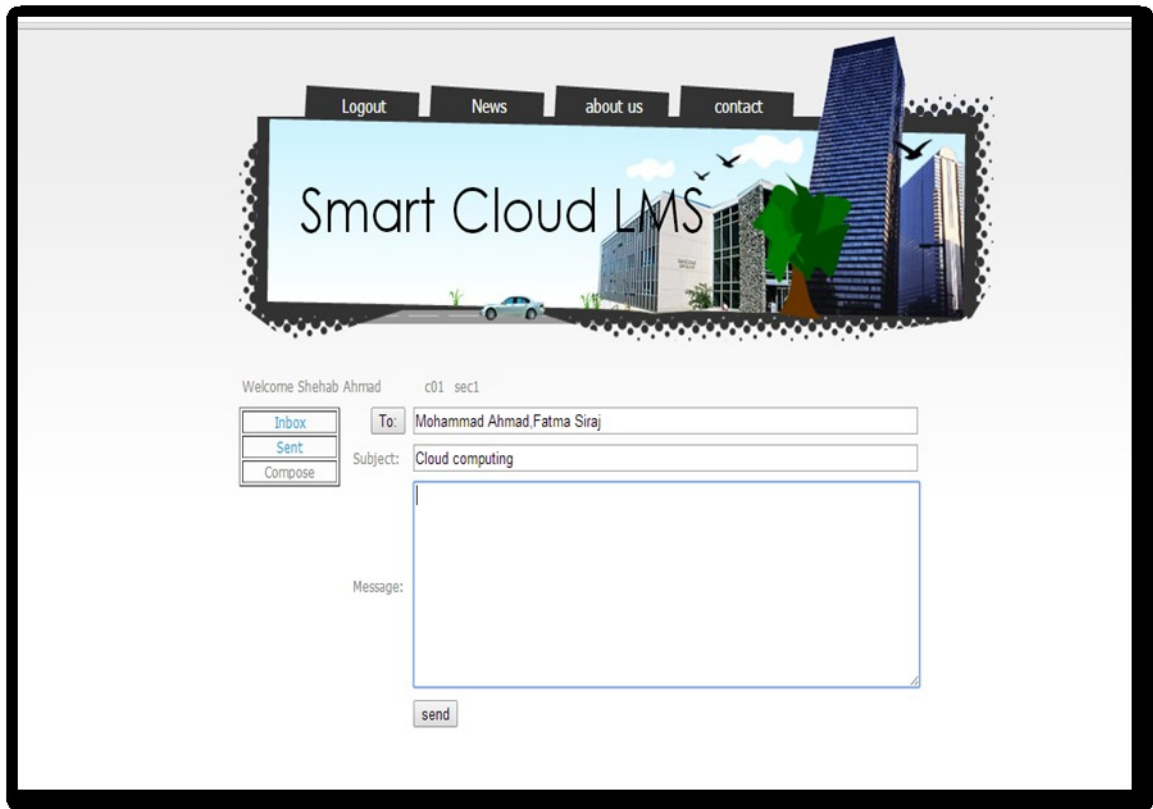 Logout News about us contact
Smart Cloud LMS
Welcome Shehab Ahmad c01 sec1
Inbox
Sent
Compose
To: Mohammad Ahmad,Fatma Siraj
Subject: Cloud computing
Message:
send